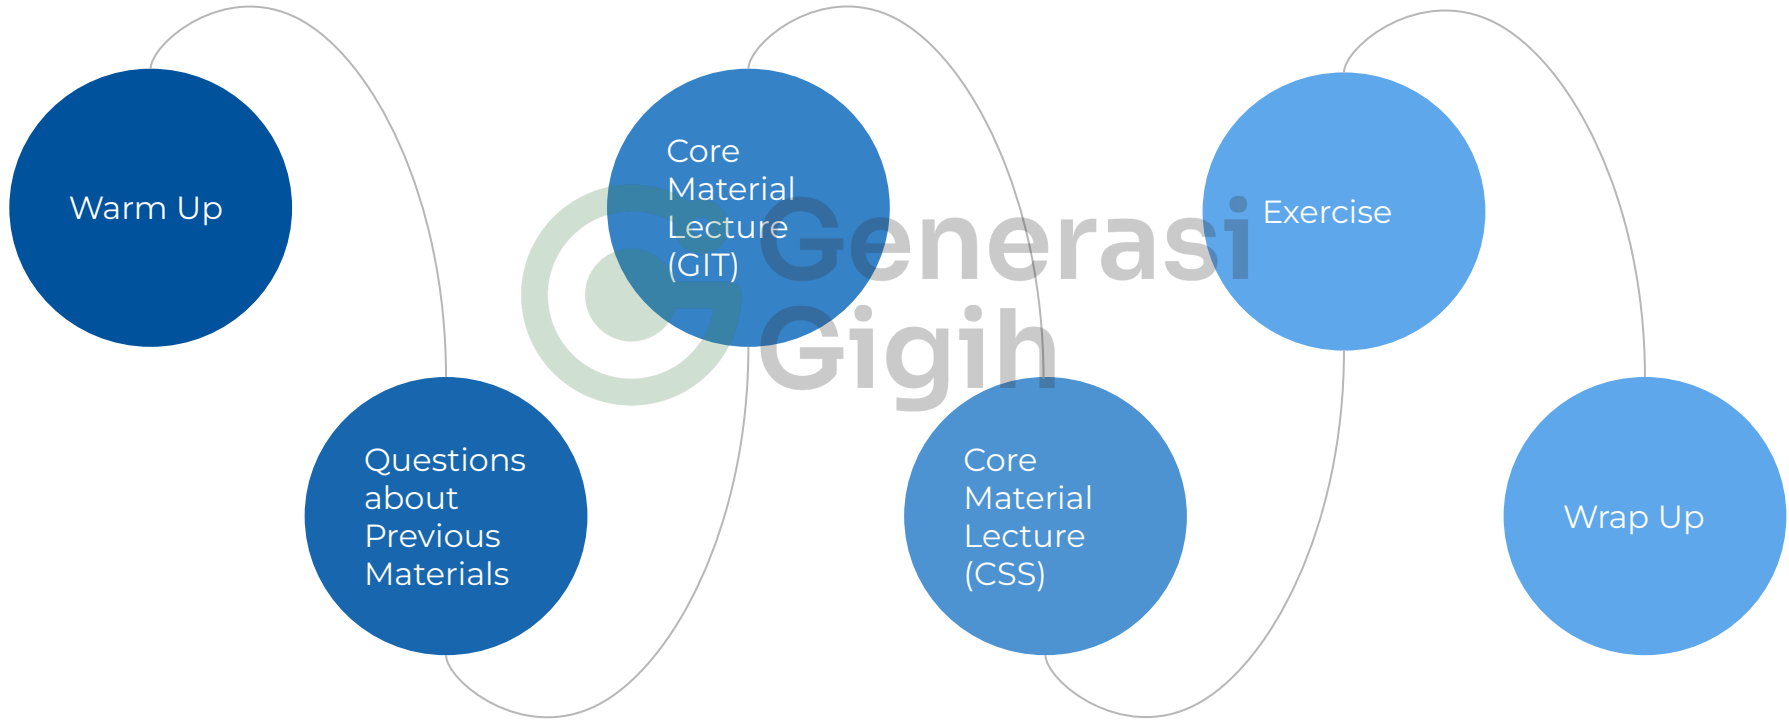 Warm Up
Questions
about
Previous
Materials
Core
Material
Lecture
(GIT)
Core
Material
Lecture
(CSS)
Exercise
Wrap Up
Generasi
Gigih